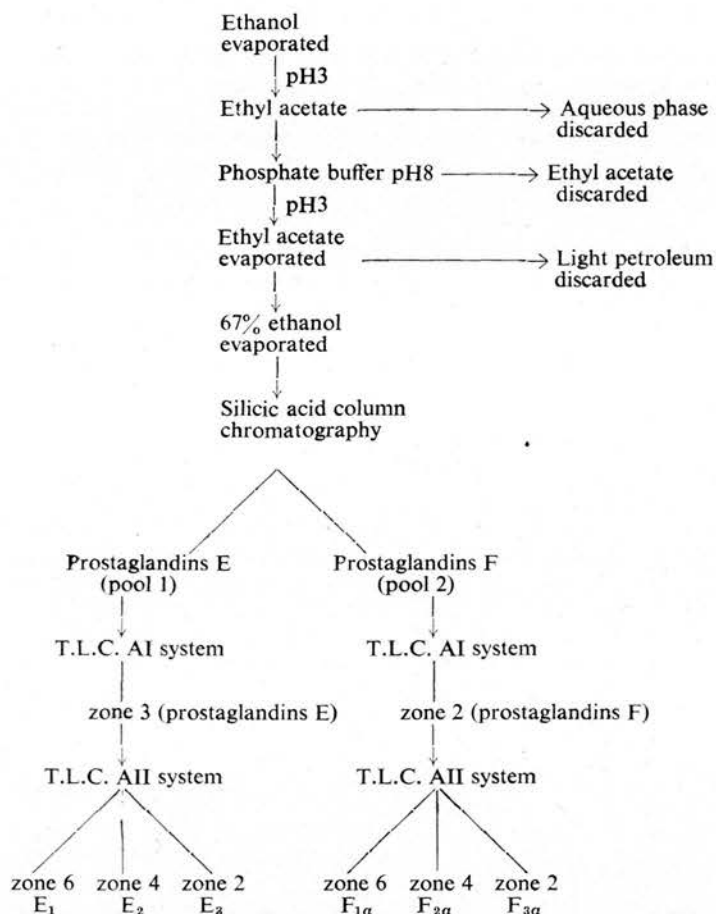 Ethanol
evaporated
pH3
Ethyl acetate
Aqueous phase
discarded
Phosphate buffer pH8
Ethyl acetate
discarded
pH3
Ethyl acetate
evaporated
Light petroleum
discarded
67% ethanol
evaporated
Silicic acid column
chromatography
Prostaglandins E
(pool 1)
Prostaglandins F
(pool 2)
T.L.C. AI system
T.L.C. AI system
zone 3 (prostaglandins E)
zone 2 (prostaglandins F)
T.L.C. AII system
T.L.C. AII system
zone 6 zone 4 zone 2
E₁ E₂ E₃
zone 6 zone 4 zone 2
F₁α F₂α F₃α